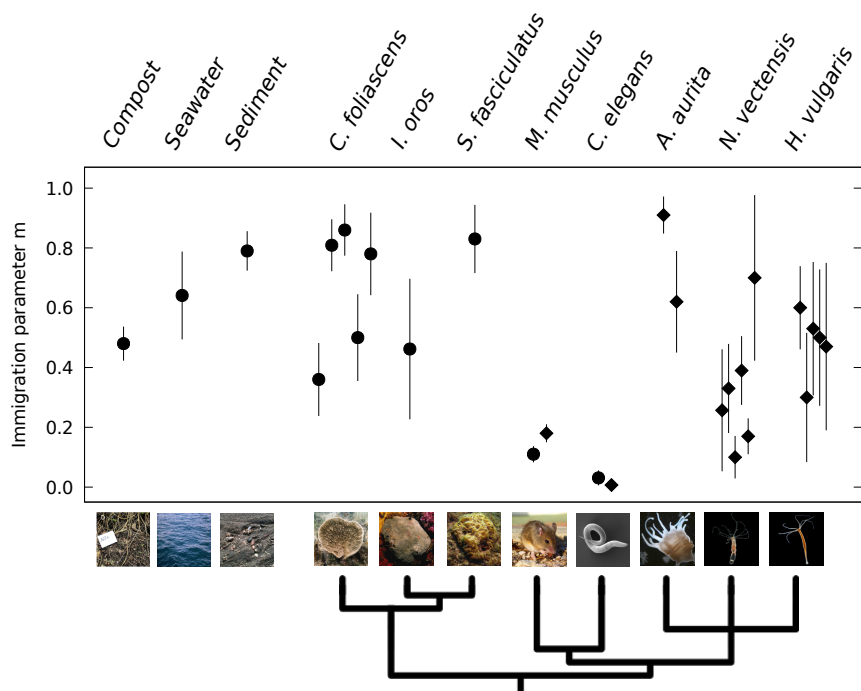 Compost
Seawater
Sediment
C. foliascens
I. oros
S. fasciculatus
M. musculus
C. elegans
A. aurita
N. vectensis
H. vulgaris
Immigration parameter m
1.0
0.8
0.6
0.4
0.2
0.0